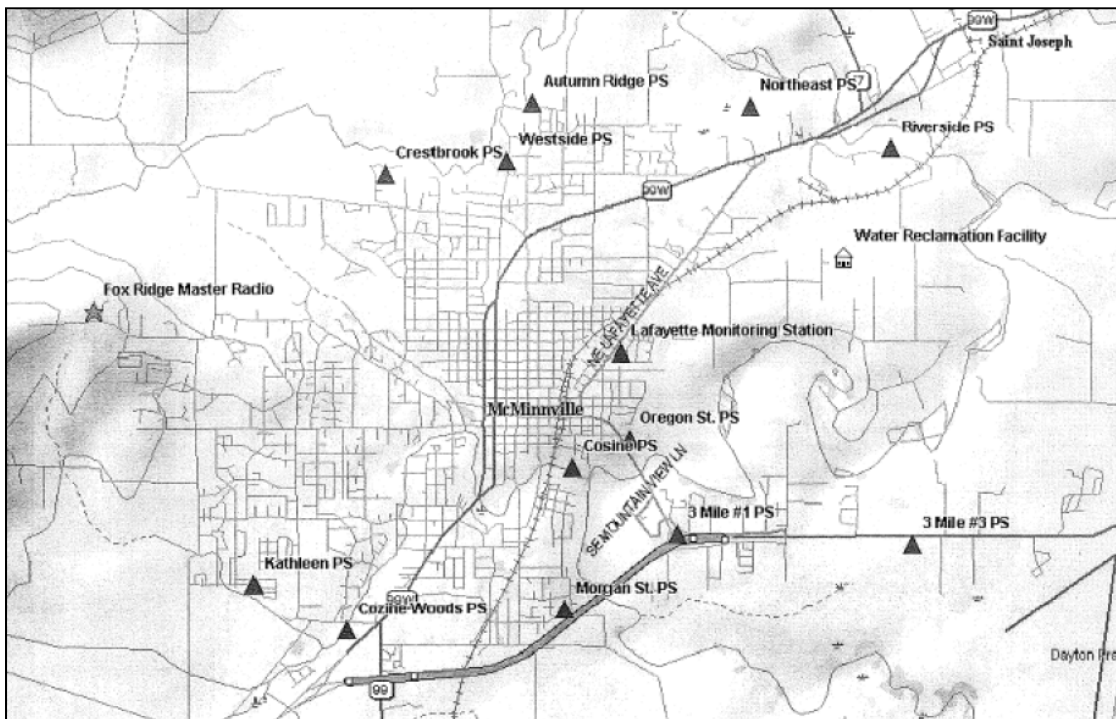 99W
Saint Joseph
Autumn Ridge PS
Northeast PS
Westside PS
Riverside PS
Crestbrook PS
99W
Water Reclamation Facility
Fox Ridge Master Radio
NE LAFAYETTE AVE
Lafayette Monitoring Station
McMinnville
Oregon St. PS
Cosine PS
SE MOUNTAIN VIEW LN
3 Mile #1 PS
3 Mile #3 PS
Kathleen PS
Morgan St. PS
99W
Cozine Woods PS
Dayton Pra
99